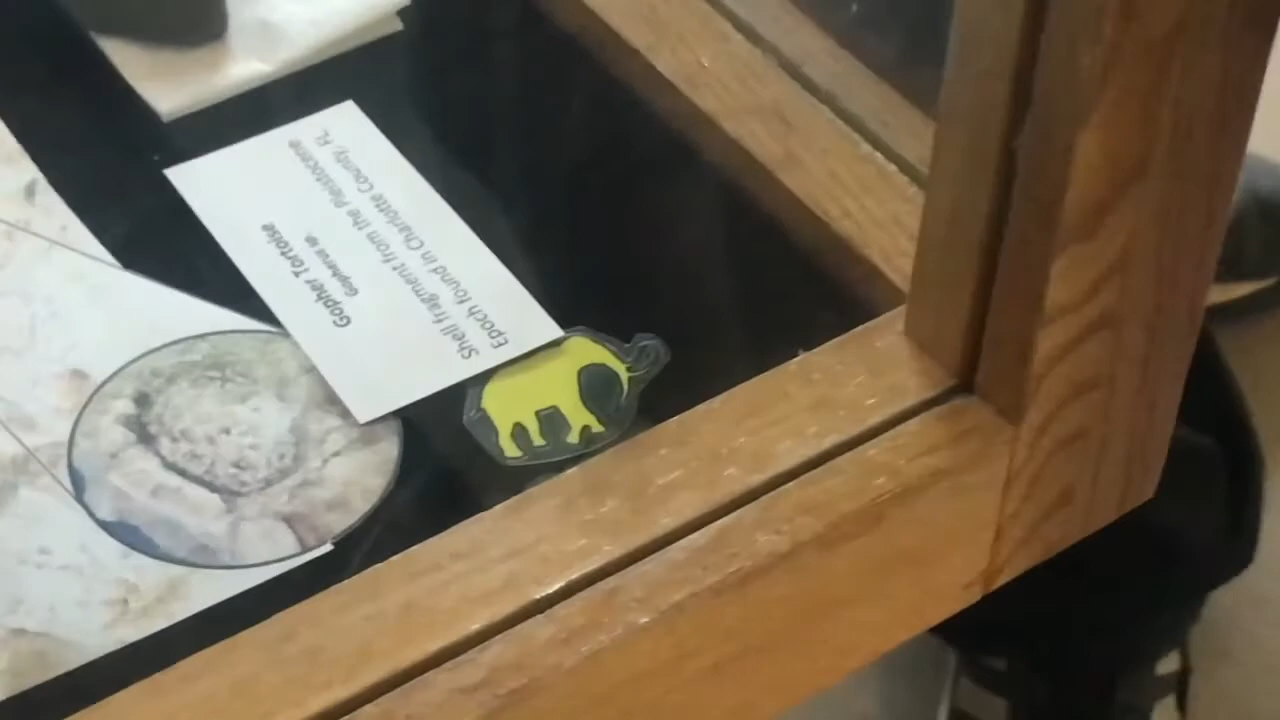 Gopher Tortoise
Gopherus sp.
Shell fragment from the Pleistocene
Epoch found in Charlotte County, FL